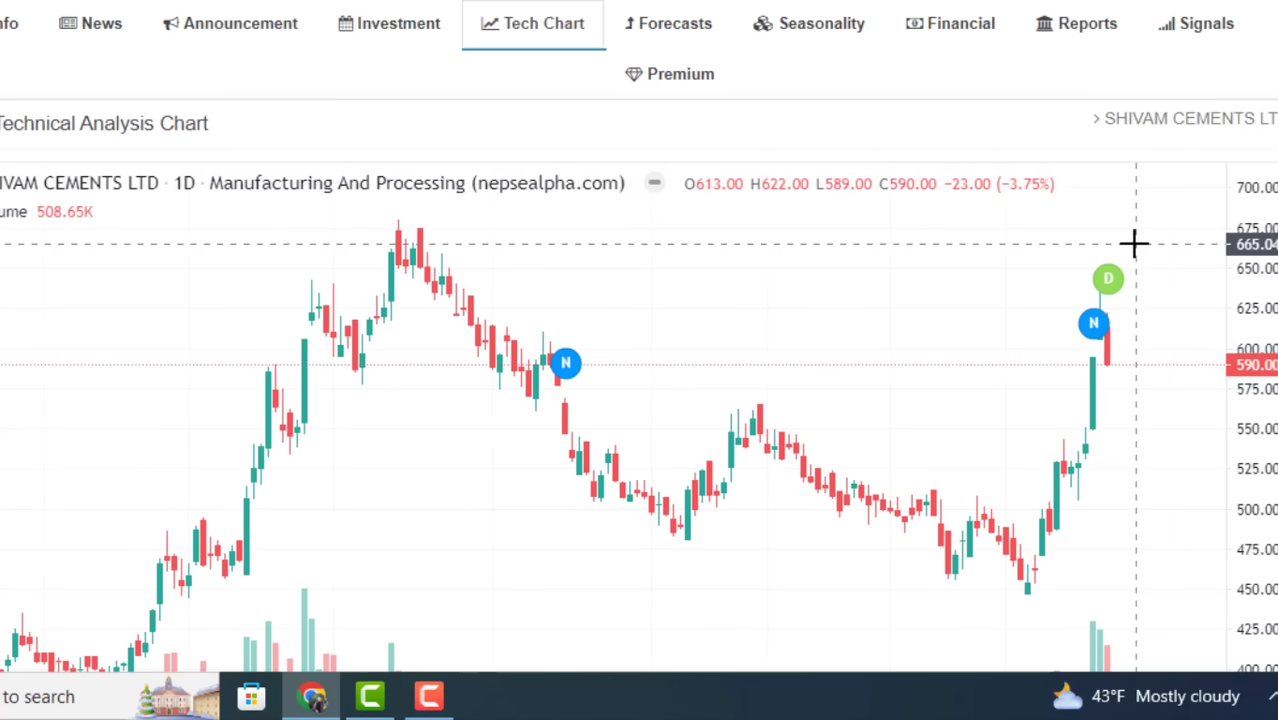 nfo News Announcement Investment Tech Chart Forecasts Seasonality Financial Reports Signals
Premium
Technical Analysis Chart
> SHIVAM CEMENTS LT
IVAM CEMENTS LTD · 1D · Manufacturing And Processing (nepsealpha.com) O613.00 H622.00 L589.00 C590.00 −23.00 (−3.75%)
ume 508.65K
700.00
675.00
665.04
650.00
625.00
600.00
590.00
575.00
550.00
525.00
500.00
475.00
450.00
425.00
400.00
D
N
N
to search
43°F Mostly cloudy